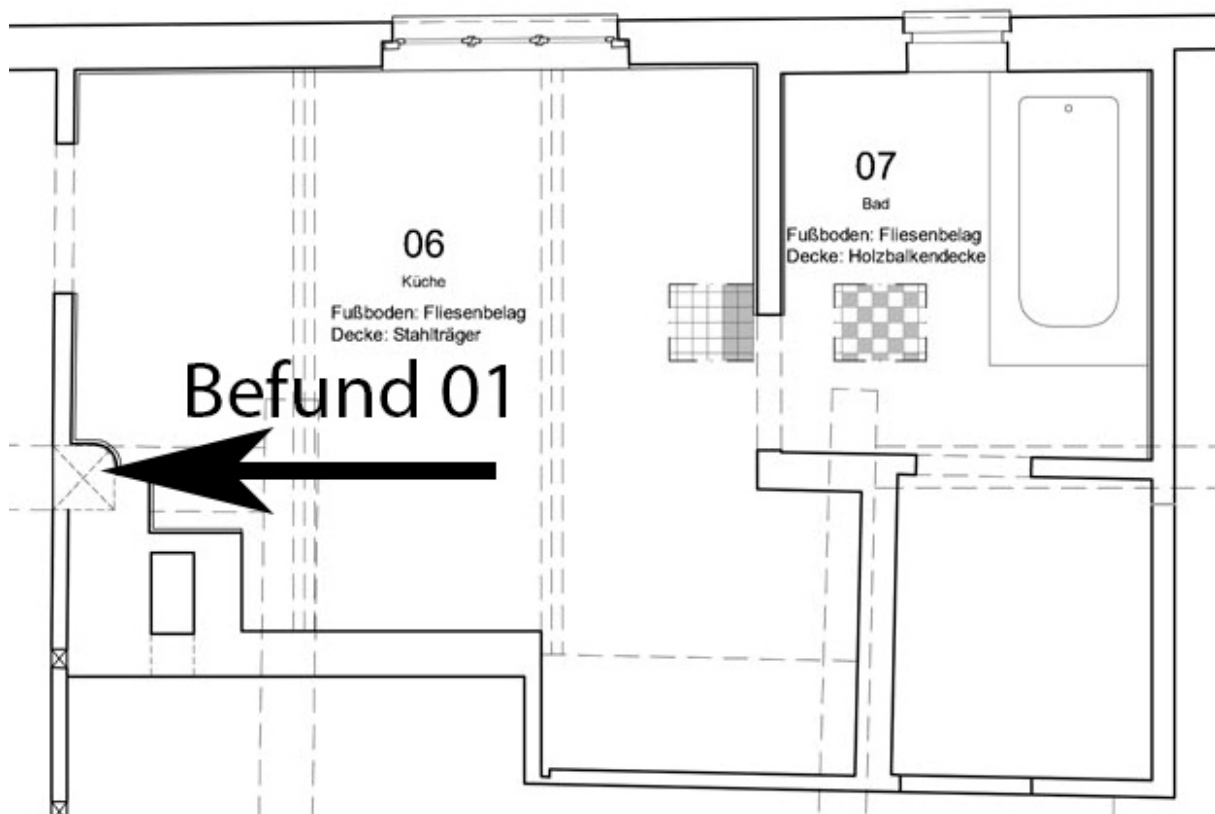 06
Küche
Fußboden: Fliesenbelag
Decke: Stahlträger
Befund 01
07
Bad
Fußboden: Fliesenbelag
Decke: Holzbalkendecke